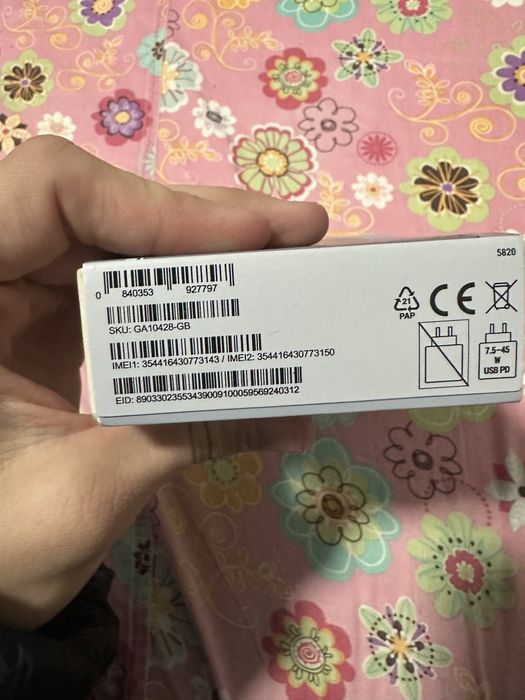 5820
0 840353 927797
SKU: GA10428-GB
IMEI1: 354416430773143 / IMEI2: 354416430773150
EID: 89033023553439009100059569240312
21
PAP
CE
7.5-45
W
USB PD